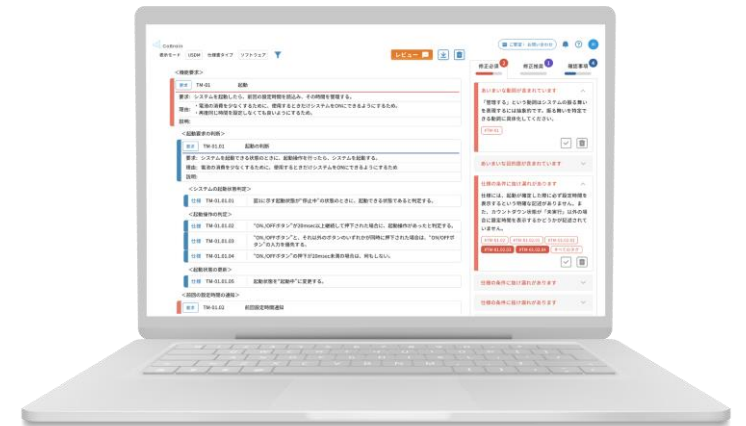 CoBrain
表示モード USDM 仕様書タイプ ソフトウェア
レビュー
ご要望・お問い合わせ
修正必須 2
修正推奨 1
確認事項 4
<機能要求>
要求 TM-01 起動
要求: システムを起動したら、前回の設定時間を読込み、その時間を管理する。
理由: ・電池の消費を少なくするために、使用するときだけシステムをONにできるようにするため。
・再度同じ時間を設定しなくても良いようにするため。
説明:
<起動要求の判断>
要求 TM-01.01 起動の判断
要求: システムを起動できる状態のときに、起動操作を行ったら、システムを起動する。
理由: 電池の消費を少なくするために、使用するときだけシステムをONにできるようにするため
説明:
<システムの起動状態判定>
仕様 TM-01.01.01 図1に示す起動状態が"停止中"の状態のときに、起動できる状態であると判定する。
<起動操作の判定>
仕様 TM-01.01.02 "ON/OFFボタン"が30msec以上継続して押下された場合に、起動操作があったと判定する。
仕様 TM-01.01.03 "ON/OFFボタン"と、それ以外のボタンのいずれかが同時に押下された場合は、"ON/OFFボ
タン"の入力を優先する。
仕様 TM-01.01.04 "ON/OFFボタン"の押下が30msec未満の場合は、何もしない。
<起動状態の更新>
仕様 TM-01.01.05 起動状態を"起動中"に変更する。
<前回の設定時間の通知>
要求 TM-01.02 前回設定時間通知
あいまいな動詞が含まれています
「管理する」という動詞はシステムの振る舞い
を表現するには抽象的です。振る舞いを特定で
きる動詞に具体化してください。
#TM-01
あいまいな目的語が含まれています
仕様の条件に抜け漏れがあります
仕様には、起動が確定した際に必ず設定時間を
表示するという明確な記述がありません。ま
た、カウントダウン状態が「未実行」以外の場
合に設定時間を表示するかどうかが記述されて
いません。
仕様の条件に抜け漏れがあります
仕様の条件に抜け漏れがあります